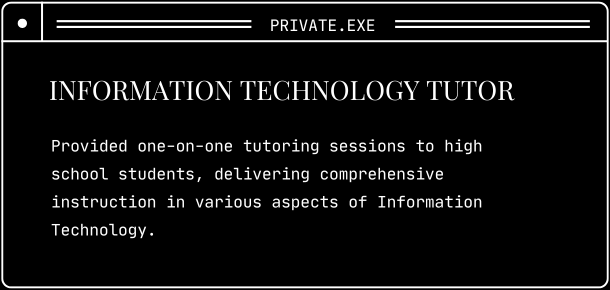 PRIVATE.EXE
INFORMATION TECHNOLOGY TUTOR
Provided one-on-one tutoring sessions to high
school students, delivering comprehensive
instruction in various aspects of Information
Technology.